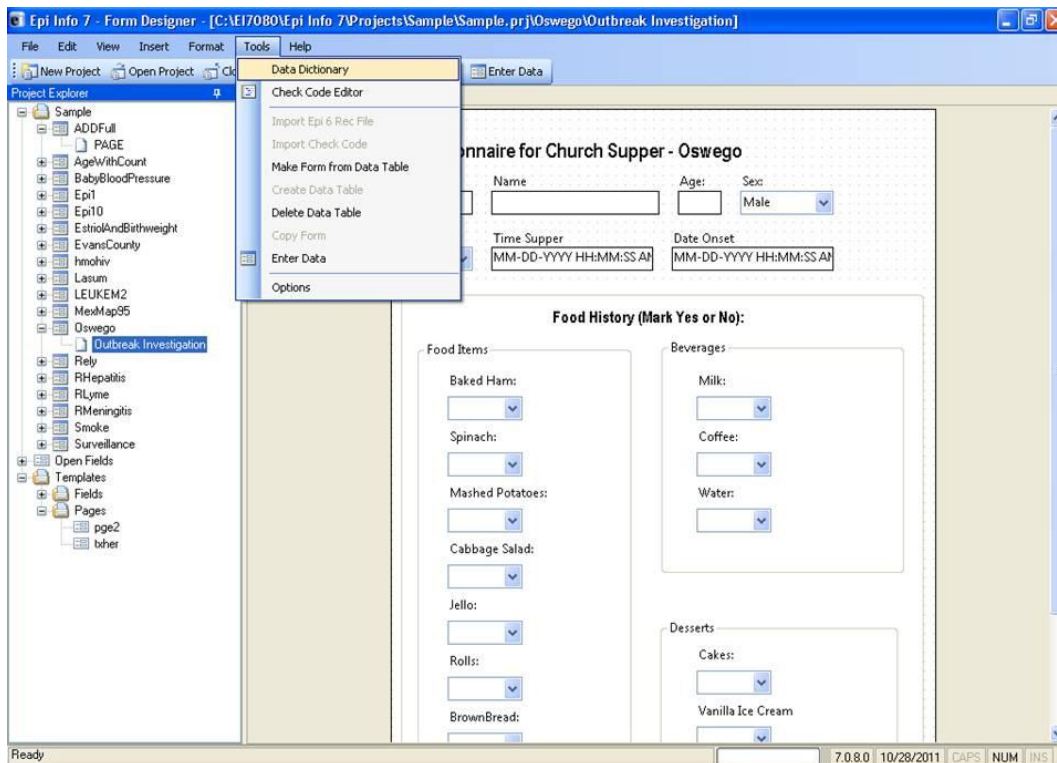 Epi Info 7 - Form Designer - [C:\EI7080\Epi Info 7\Projects\Sample\Sample.prj\Oswego\Outbreak Investigation]
File Edit View Insert Format Tools Help
New Project Open Project Clo Enter Data
Project Explorer
Sample
ADDFull
PAGE
AgeWithCount
BabyBloodPressure
Epi1
Epi10
EstriolAndBirthweight
EvansCounty
hmohiv
Lasum
LEUKEM2
MexMap95
Oswego
Outbreak Investigation
Rely
RHepatitis
RLyme
RMeningitis
Smoke
Surveillance
Open Fields
Templates
Fields
Pages
pge2
txher
Data Dictionary
Check Code Editor
Import Epi 6 Rec File
Import Check Code
Make Form from Data Table
Create Data Table
Delete Data Table
Copy Form
Enter Data
Options
nnaire for Church Supper - Oswego
Name Age: Sex:
Male
Time Supper Date Onset
MM-DD-YYYY HH:MM:SS AM MM-DD-YYYY HH:MM:SS AM
Food History (Mark Yes or No):
Food Items
Baked Ham:
Spinach:
Mashed Potatoes:
Cabbage Salad:
Jello:
Rolls:
BrownBread:
Beverages
Milk:
Coffee:
Water:
Desserts
Cakes:
Vanilla Ice Cream
Ready 7.0.8.0 10/28/2011 CAPS NUM INS